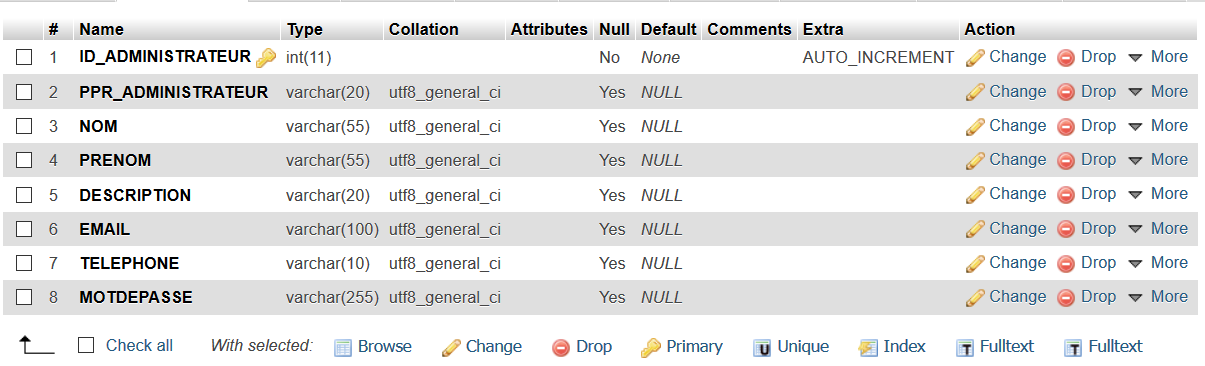 # Name Type Collation Attributes Null Default Comments Extra Action
1 ID_ADMINISTRATEUR int(11) No None AUTO_INCREMENT Change Drop More
2 PPR_ADMINISTRATEUR varchar(20) utf8_general_ci Yes NULL Change Drop More
3 NOM varchar(55) utf8_general_ci Yes NULL Change Drop More
4 PRENOM varchar(55) utf8_general_ci Yes NULL Change Drop More
5 DESCRIPTION varchar(20) utf8_general_ci Yes NULL Change Drop More
6 EMAIL varchar(100) utf8_general_ci Yes NULL Change Drop More
7 TELEPHONE varchar(10) utf8_general_ci Yes NULL Change Drop More
8 MOTDEPASSE varchar(255) utf8_general_ci Yes NULL Change Drop More
Check all With selected: Browse Change Drop Primary U Unique Index T Fulltext T Fulltext